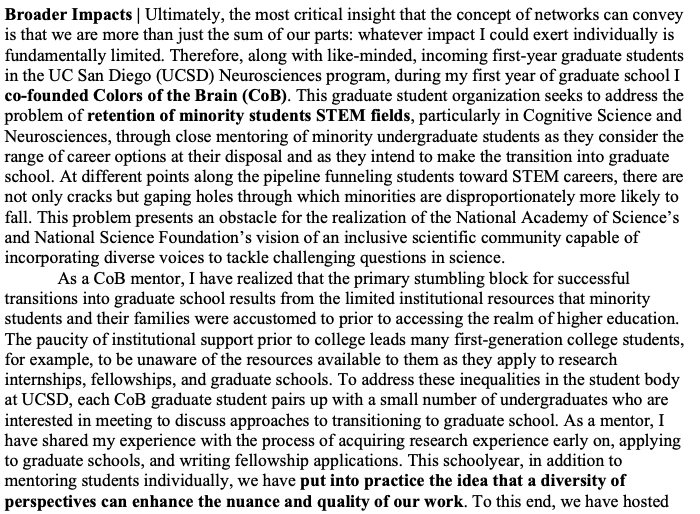 Broader Impacts | Ultimately, the most critical insight that the concept of networks can convey
is that we are more than just the sum of our parts: whatever impact I could exert individually is
fundamentally limited. Therefore, along with like-minded, incoming first-year graduate students
in the UC San Diego (UCSD) Neurosciences program, during my first year of graduate school I
co-founded Colors of the Brain (CoB). This graduate student organization seeks to address the
problem of retention of minority students STEM fields, particularly in Cognitive Science and
Neurosciences, through close mentoring of minority undergraduate students as they consider the
range of career options at their disposal and as they intend to make the transition into graduate
school. At different points along the pipeline funneling students toward STEM careers, there are
not only cracks but gaping holes through which minorities are disproportionately more likely to
fall. This problem presents an obstacle for the realization of the National Academy of Science's
and National Science Foundation's vision of an inclusive scientific community capable of
incorporating diverse voices to tackle challenging questions in science.
As a CoB mentor, I have realized that the primary stumbling block for successful
transitions into graduate school results from the limited institutional resources that minority
students and their families were accustomed to prior to accessing the realm of higher education.
The paucity of institutional support prior to college leads many first-generation college students,
for example, to be unaware of the resources available to them as they apply to research
internships, fellowships, and graduate schools. To address these inequalities in the student body
at UCSD, each CoB graduate student pairs up with a small number of undergraduates who are
interested in meeting to discuss approaches to transitioning to graduate school. As a mentor, I
have shared my experience with the process of acquiring research experience early on, applying
to graduate schools, and writing fellowship applications. This schoolyear, in addition to
mentoring students individually, we have put into practice the idea that a diversity of
perspectives can enhance the nuance and quality of our work. To this end, we have hosted